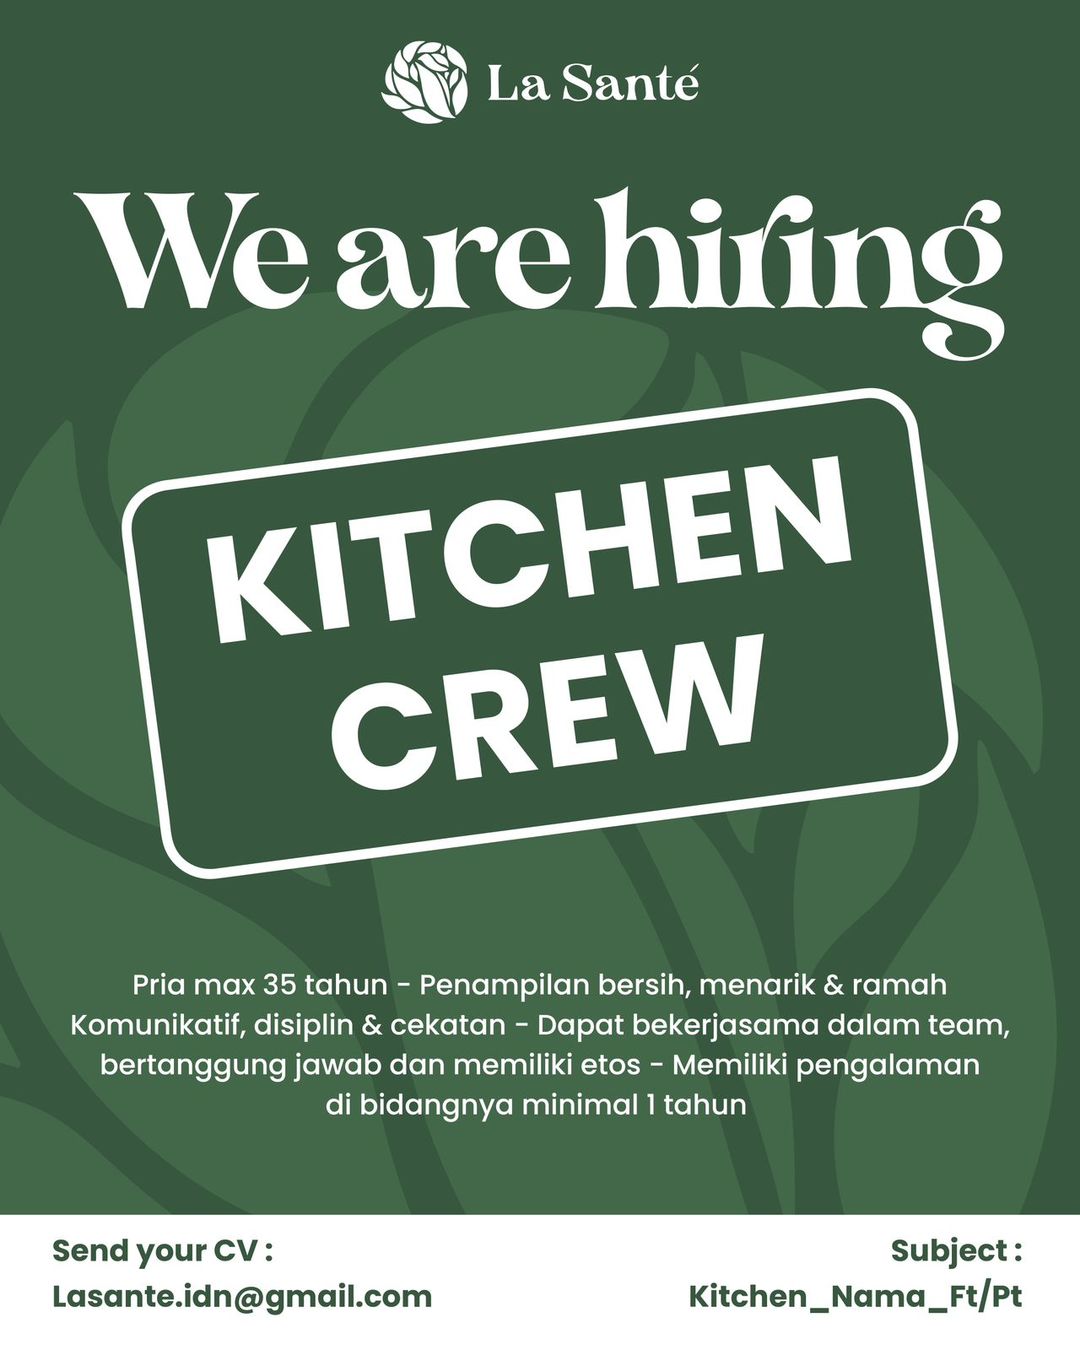 La Santé
We are hiring
KITCHEN
CREW
Pria max 35 tahun - Penampilan bersih, menarik & ramah
Komunikatif, disiplin & cekatan - Dapat bekerjasama dalam team,
bertanggung jawab dan memiliki etos - Memiliki pengalaman
di bidangnya minimal 1 tahun
Send your CV :
Lasante.idn@gmail.com
Subject :
Kitchen_Nama_Ft/Pt